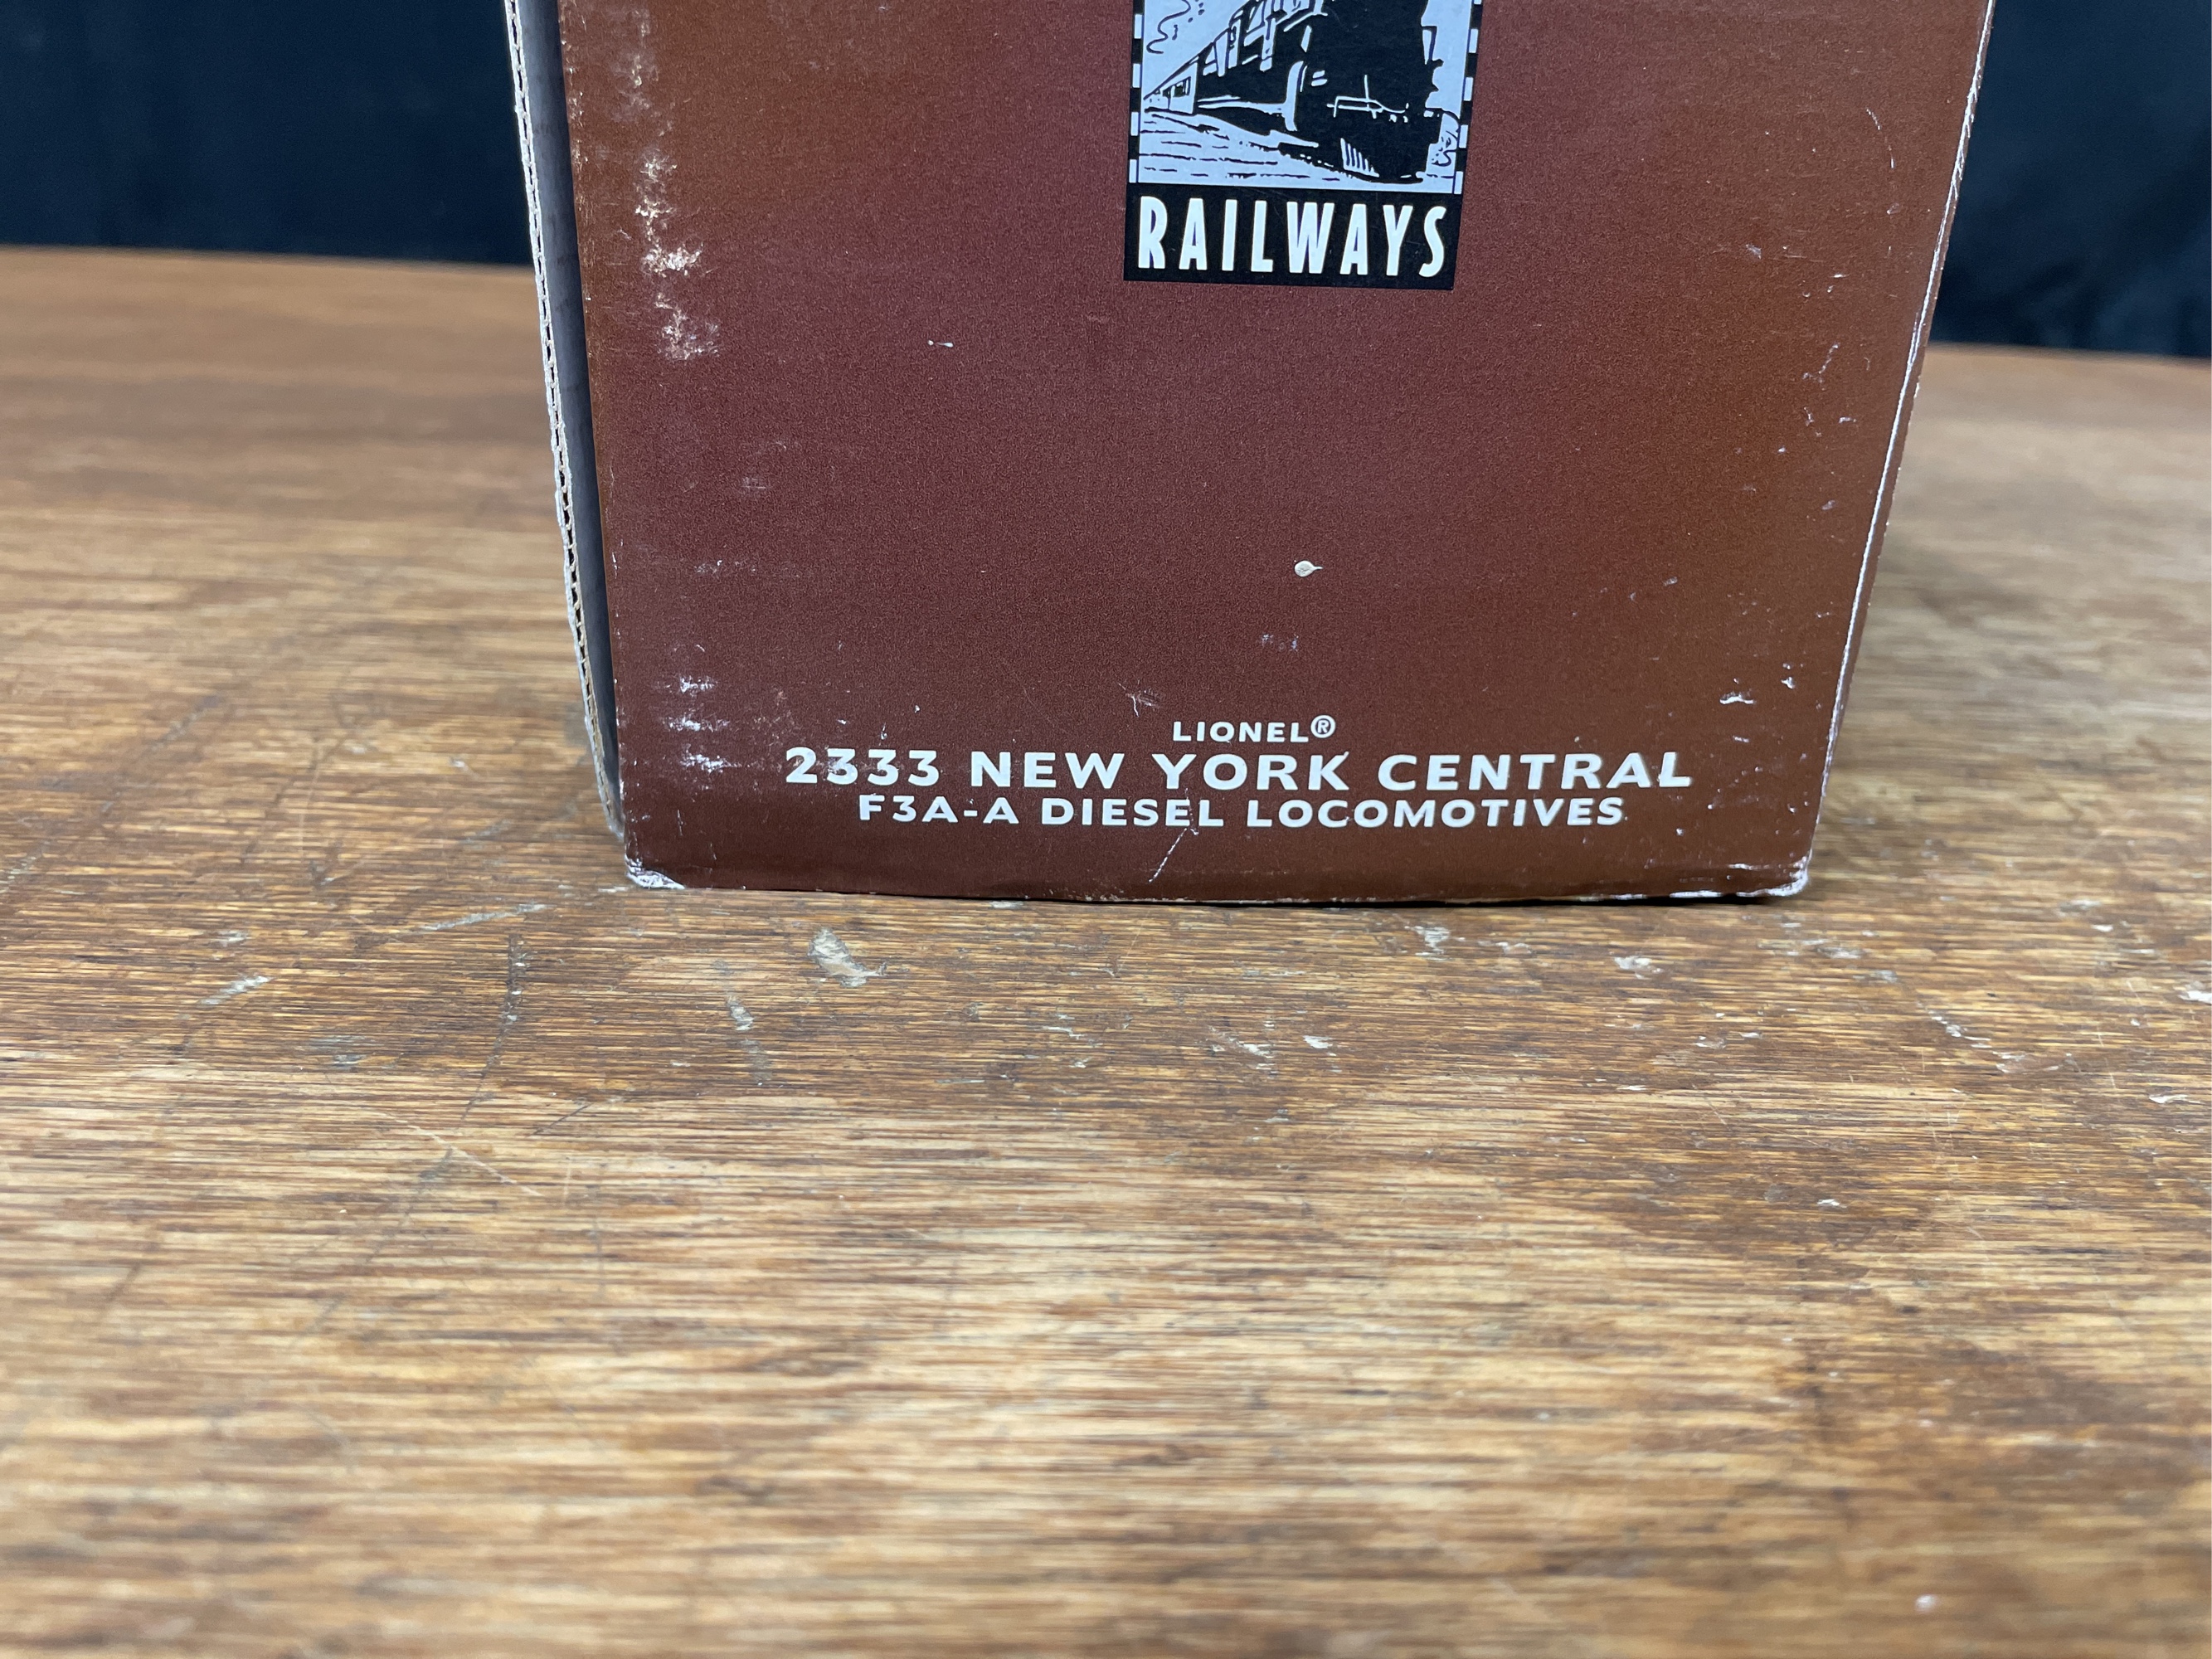 RAILWAYS
LIONEL®
2333 NEW YORK CENTRAL
F3A-A DIESEL LOCOMOTIVES